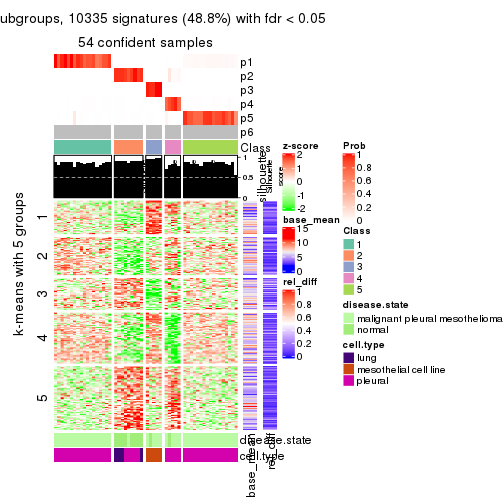 ubgroups, 10335 signatures (48.8%) with fdr < 0.05
54 confident samples
p1
p2
p3
p4
p5
p6
Class
1
0.5
0
silhouette
Silhouette
score
k-means with 5 groups
1
2
3
4
5
disease.state
cell.type
base_mean
rel_diff
z-score
2
1
0
-1
-2
base_mean
15
10
5
0
rel_diff
1
0.8
0.6
0.4
0.2
0
Prob
1
0.8
0.6
0.4
0.2
0
Class
1
2
3
4
5
disease.state
malignant pleural mesothelioma
normal
cell.type
lung
mesothelial cell line
pleural